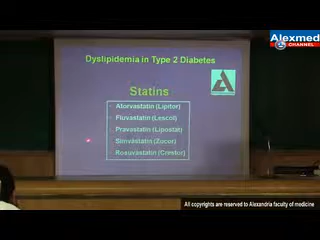 Alexmed
CHANNEL
Dyslipidemia in Type 2 Diabetes
Statins
Atorvastatin (Lipitor)
Fluvastatin (Lescol)
Pravastatin (Lipostat)
Simvastatin (Zocor)
Rosuvastatin (Crestor)
All copyrights are reserved to Alexandria faculty of medicine